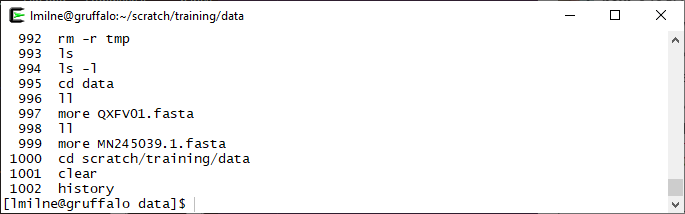 lmilne@gruffalo:~/scratch/training/data
992 rm -r tmp
993 ls
994 ls -l
995 cd data
996 ll
997 more QXFV01.fasta
998 ll
999 more MN245039.1.fasta
1000 cd scratch/training/data
1001 clear
1002 history
[lmilne@gruffalo data]$